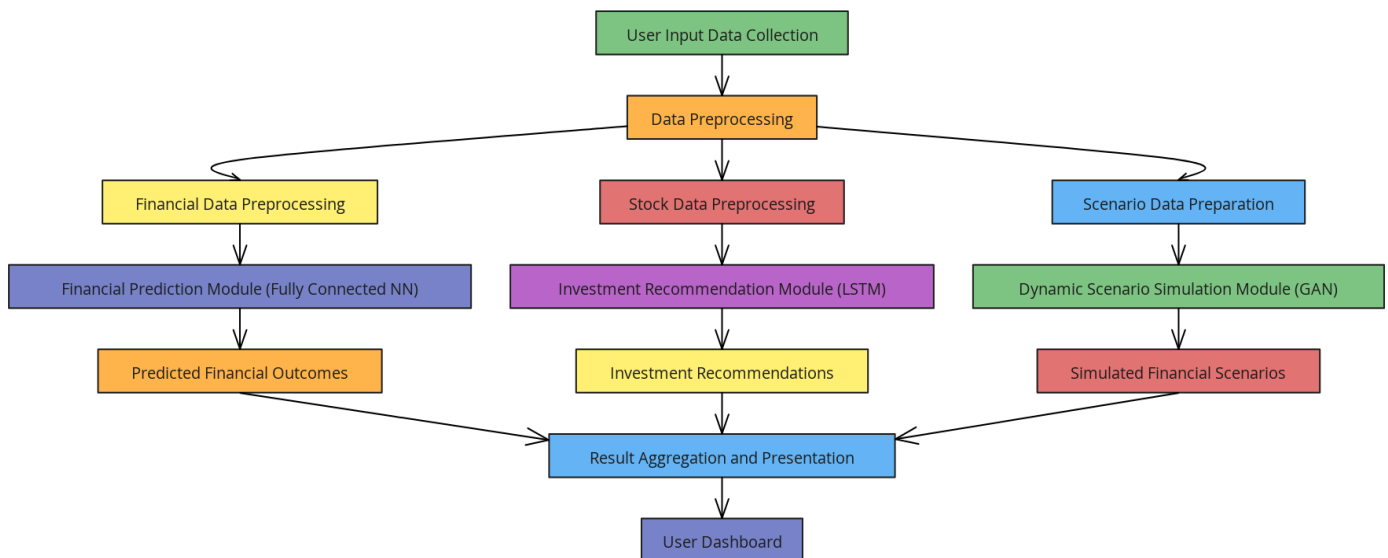 User Input Data Collection
Data Preprocessing
Financial Data Preprocessing
Stock Data Preprocessing
Scenario Data Preparation
Financial Prediction Module (Fully Connected NN)
Investment Recommendation Module (LSTM)
Dynamic Scenario Simulation Module (GAN)
Predicted Financial Outcomes
Investment Recommendations
Simulated Financial Scenarios
Result Aggregation and Presentation
User Dashboard